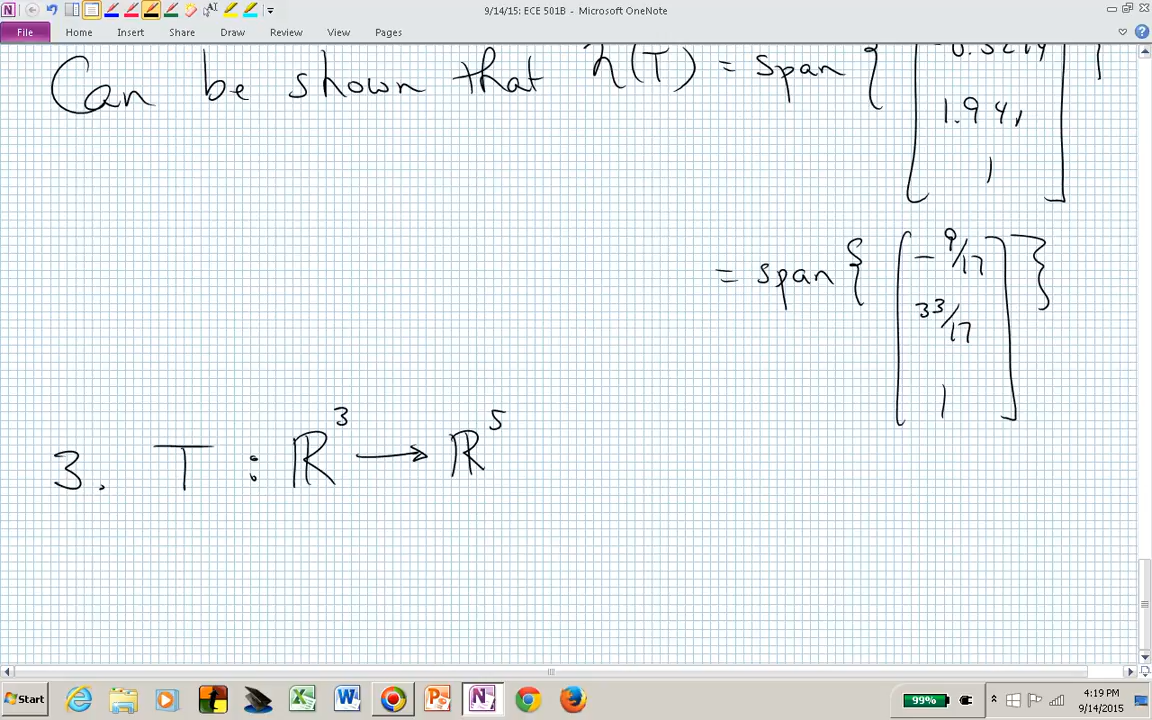 9/14/15: ECE 501B - Microsoft OneNote
File Home Insert Share Draw Review View Pages
Can be shown that η(T) = span {
1.94
1
= span { [ -9/17
33/17
1 ] }
3. T : ℝ³ → ℝ⁵
Start
99%
4:19 PM
9/14/2015